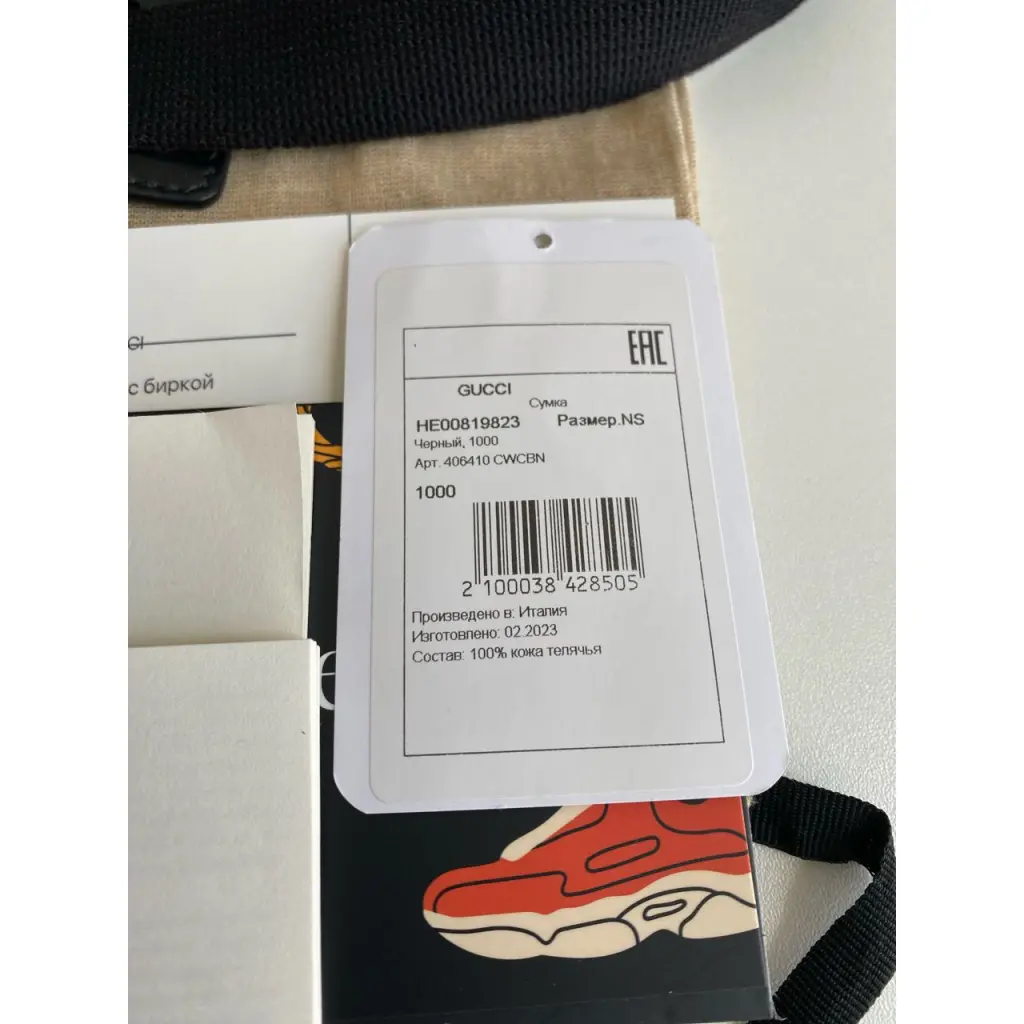 EAC
GUCCI
Сумка
HE00819823 Размер.NS
Черный, 1000
Арт. 406410 CWCBN
1000
2 100038 428505
Произведено в: Италия
Изготовлено: 02.2023
Состав: 100% кожа телячья
с биркой